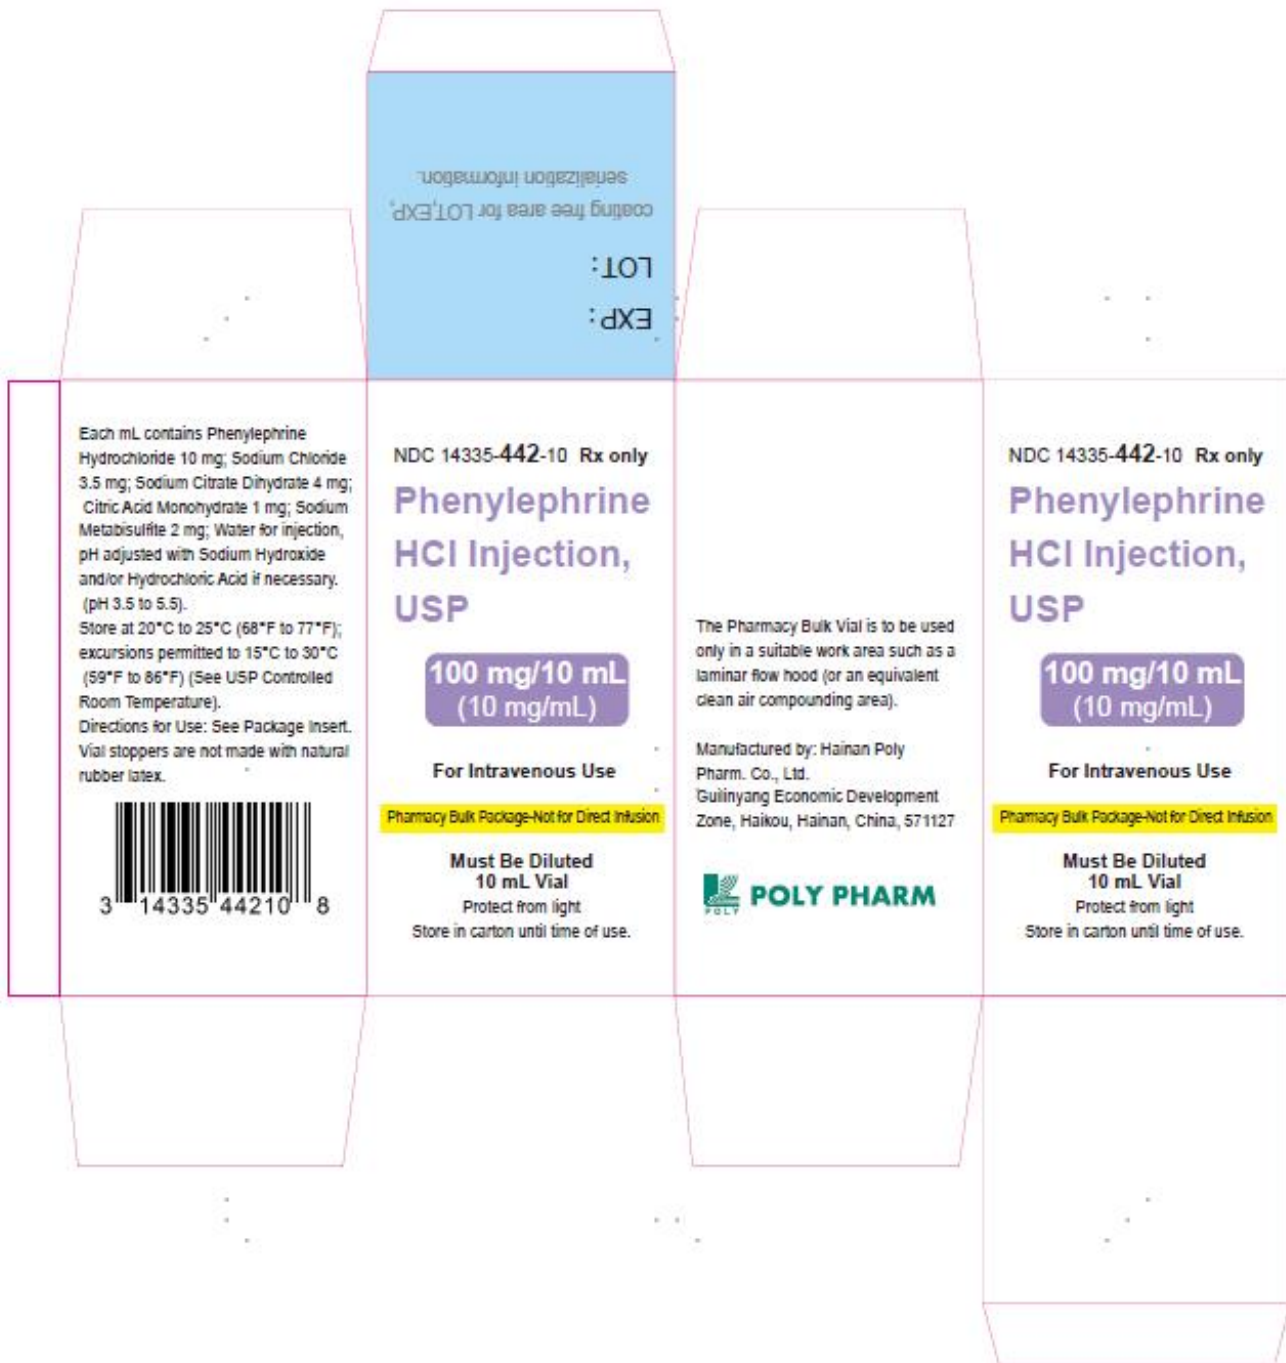 serialization information.
coating free area for LOT,EXP,
LOT:
EXP:
Each mL contains Phenylephrine
Hydrochloride 10 mg; Sodium Chloride
3.5 mg; Sodium Citrate Dihydrate 4 mg;
Citric Acid Monohydrate 1 mg; Sodium
Metabisulfite 2 mg; Water for injection,
pH adjusted with Sodium Hydroxide
and/or Hydrochloric Acid if necessary.
(pH 3.5 to 5.5).
Store at 20°C to 25°C (68°F to 77°F);
excursions permitted to 15°C to 30°C
(59°F to 86°F) (See USP Controlled
Room Temperature).
Directions for Use: See Package Insert.
Vial stoppers are not made with natural
rubber latex.
3 14335 44210 8
NDC 14335-442-10 Rx only
Phenylephrine
HCl Injection,
USP
100 mg/10 mL
(10 mg/mL)
For Intravenous Use
Pharmacy Bulk Package-Not for Direct Infusion
Must Be Diluted
10 mL Vial
Protect from light
Store in carton until time of use.
The Pharmacy Bulk Vial is to be used
only in a suitable work area such as a
laminar flow hood (or an equivalent
clean air compounding area).
Manufactured by: Hainan Poly
Pharm. Co., Ltd.
Guilinyang Economic Development
Zone, Haikou, Hainan, China, 571127
POLY
POLY PHARM
NDC 14335-442-10 Rx only
Phenylephrine
HCl Injection,
USP
100 mg/10 mL
(10 mg/mL)
For Intravenous Use
Pharmacy Bulk Package-Not for Direct Infusion
Must Be Diluted
10 mL Vial
Protect from light
Store in carton until time of use.